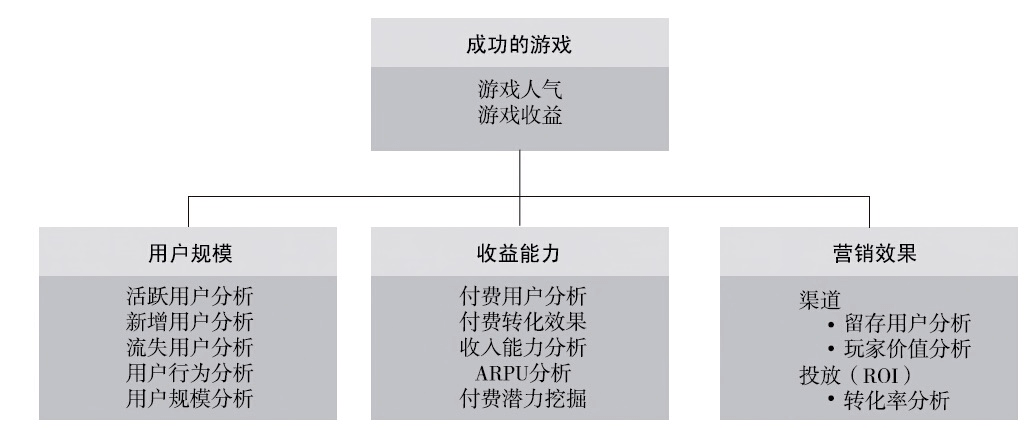 成功的游戏
游戏人气
游戏收益
用户规模
活跃用户分析
新增用户分析
流失用户分析
用户行为分析
用户规模分析
收益能力
付费用户分析
付费转化效果
收入能力分析
ARPU分析
付费潜力挖掘
营销效果
渠道
• 留存用户分析
• 玩家价值分析
投放（ROI）
• 转化率分析